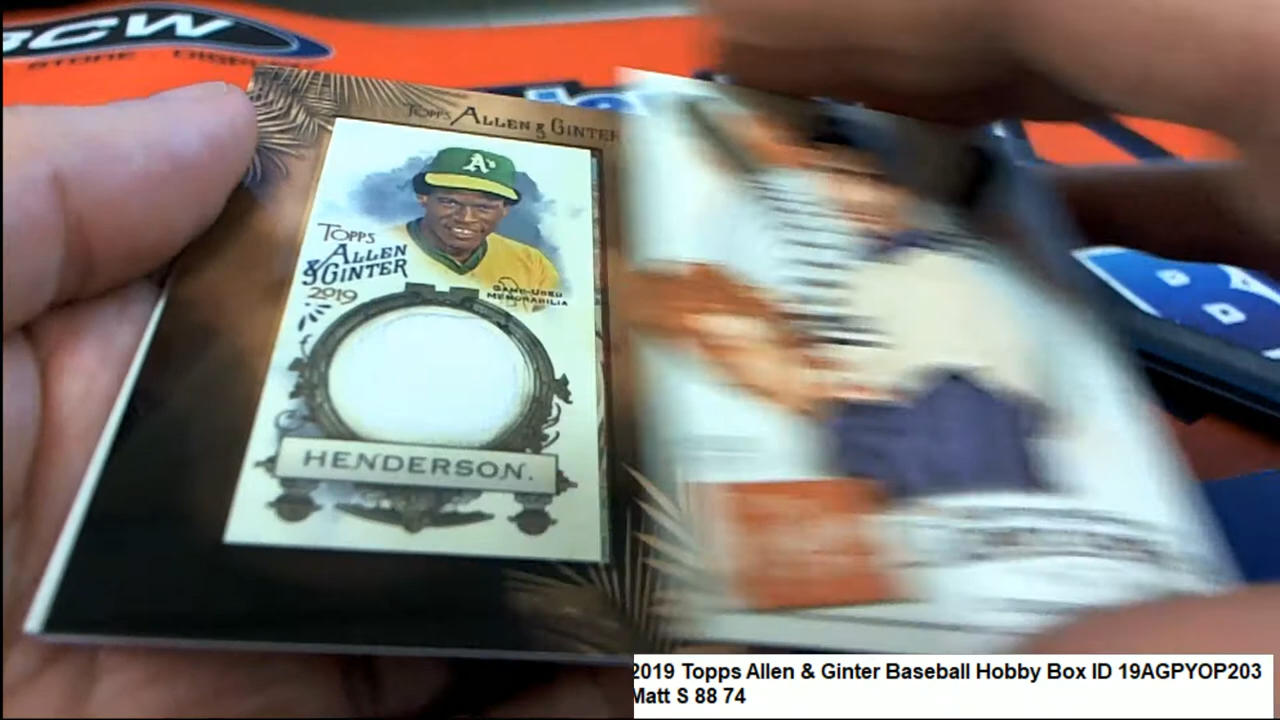 BCW
TOPPS ALLEN & GINTER
A's
TOPPS
ALLEN
& GINTER
2019
GAME-USED
MEMORABILIA
HENDERSON.
2019 Topps Allen & Ginter Baseball Hobby Box ID 19AGPYOP203
Matt S 88 74